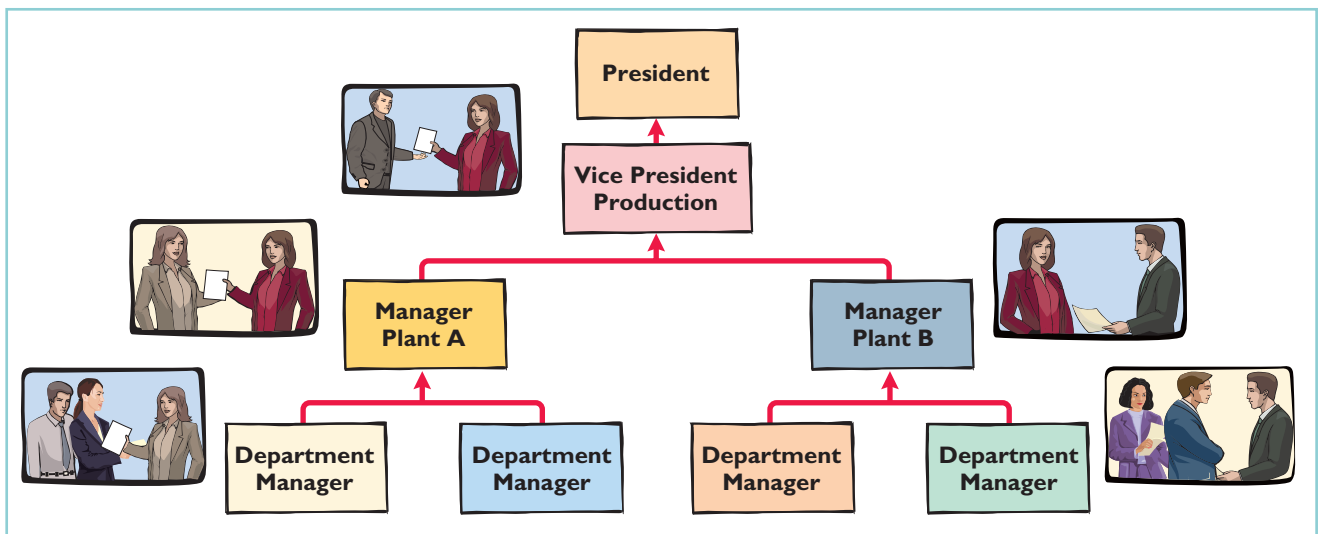 President
Vice President
Production
Manager
Plant A
Manager
Plant B
Department
Manager
Department
Manager
Department
Manager
Department
Manager